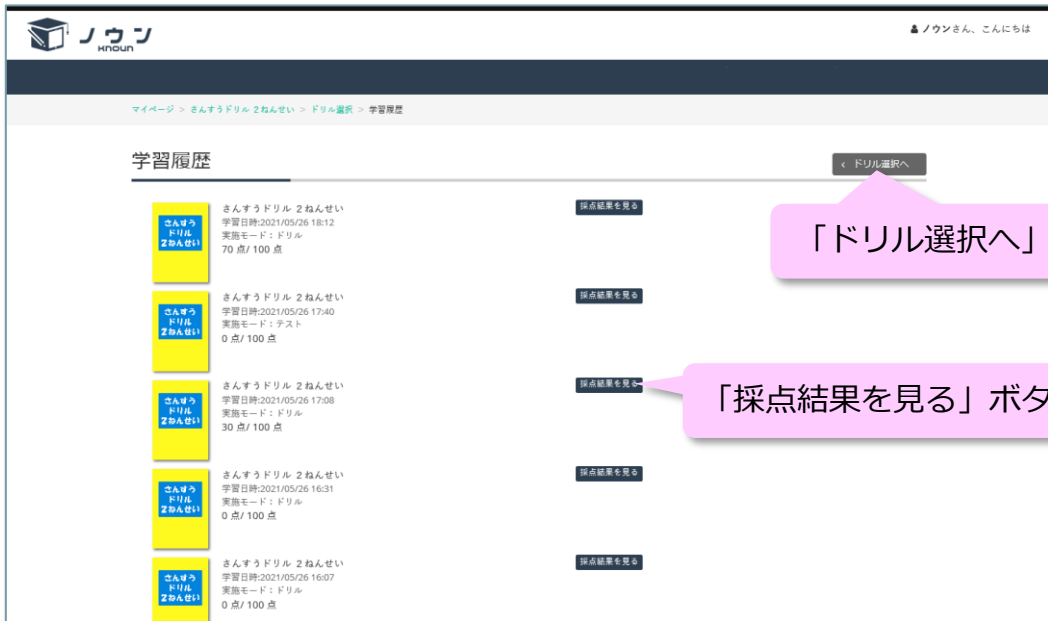 ノウン
KNOUN
ノウンさん、こんにちは
マイページ > さんすうドリル 2ねんせい > ドリル選択 > 学習履歴
学習履歴
< ドリル選択へ
「ドリル選択へ」
さんすう
ドリル
2ねんせい
さんすうドリル 2ねんせい
学習日時:2021/05/26 18:12
実施モード：ドリル
70 点/ 100 点
採点結果を見る
さんすう
ドリル
2ねんせい
さんすうドリル 2ねんせい
学習日時:2021/05/26 17:40
実施モード：テスト
0 点/ 100 点
採点結果を見る
さんすう
ドリル
2ねんせい
さんすうドリル 2ねんせい
学習日時:2021/05/26 17:08
実施モード：ドリル
30 点/ 100 点
採点結果を見る
「採点結果を見る」ボタ
さんすう
ドリル
2ねんせい
さんすうドリル 2ねんせい
学習日時:2021/05/26 16:31
実施モード：ドリル
0 点/ 100 点
採点結果を見る
さんすう
ドリル
2ねんせい
さんすうドリル 2ねんせい
学習日時:2021/05/26 16:07
実施モード：ドリル
0 点/ 100 点
採点結果を見る